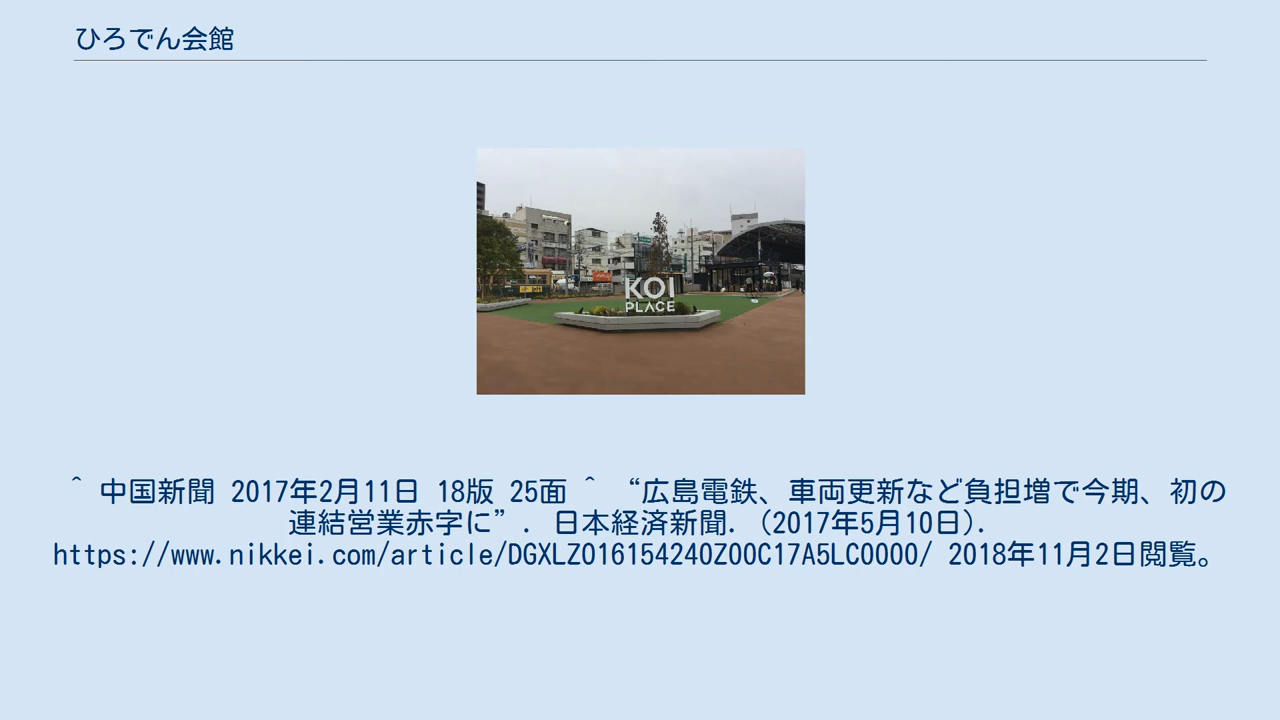 ひろでん会館
KOI
PLACE
^ 中国新聞 2017年2月11日 18版 25面 ^ “広島電鉄、車両更新など負担増で今期、初の
連結営業赤字に”. 日本経済新聞. (2017年5月10日).
https://www.nikkei.com/article/DGXLZO16154240Z00C17A5LC0000/ 2018年11月2日閲覧。